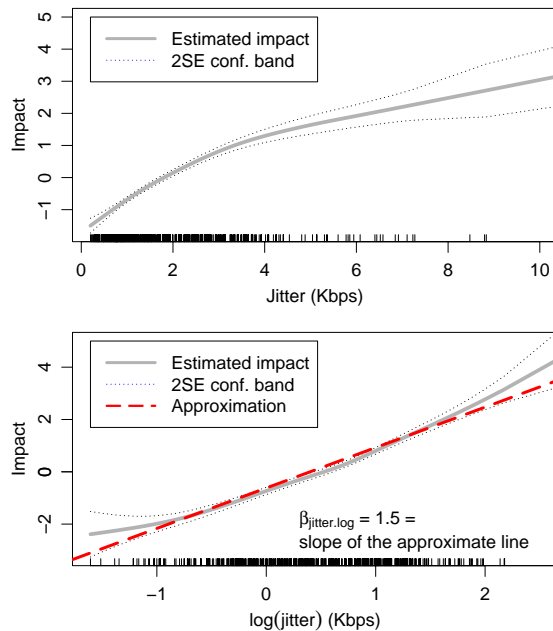 5
4
3
2
1
0
−1
Impact
Estimated impact
2SE conf. band
0 2 4 6 8 10
Jitter (Kbps)
4
2
0
−2
Impact
Estimated impact
2SE conf. band
Approximation
βjitter.log = 1.5 =
slope of the approximate line
−1 0 1 2
log(jitter) (Kbps)